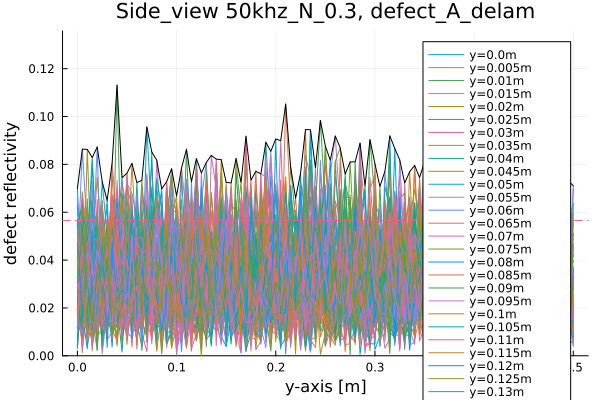 Side_view 50khz_N_0.3, defect_A_delam
defect reflectivity
0.12
0.10
0.08
0.06
0.04
0.02
0.00
0.0
0.1
0.2
0.3
.5
y-axis [m]
y=0.0m
y=0.005m
y=0.01m
y=0.015m
y=0.02m
y=0.025m
y=0.03m
y=0.035m
y=0.04m
y=0.045m
y=0.05m
y=0.055m
y=0.06m
y=0.065m
y=0.07m
y=0.075m
y=0.08m
y=0.085m
y=0.09m
y=0.095m
y=0.1m
y=0.105m
y=0.11m
y=0.115m
y=0.12m
y=0.125m
y=0.13m